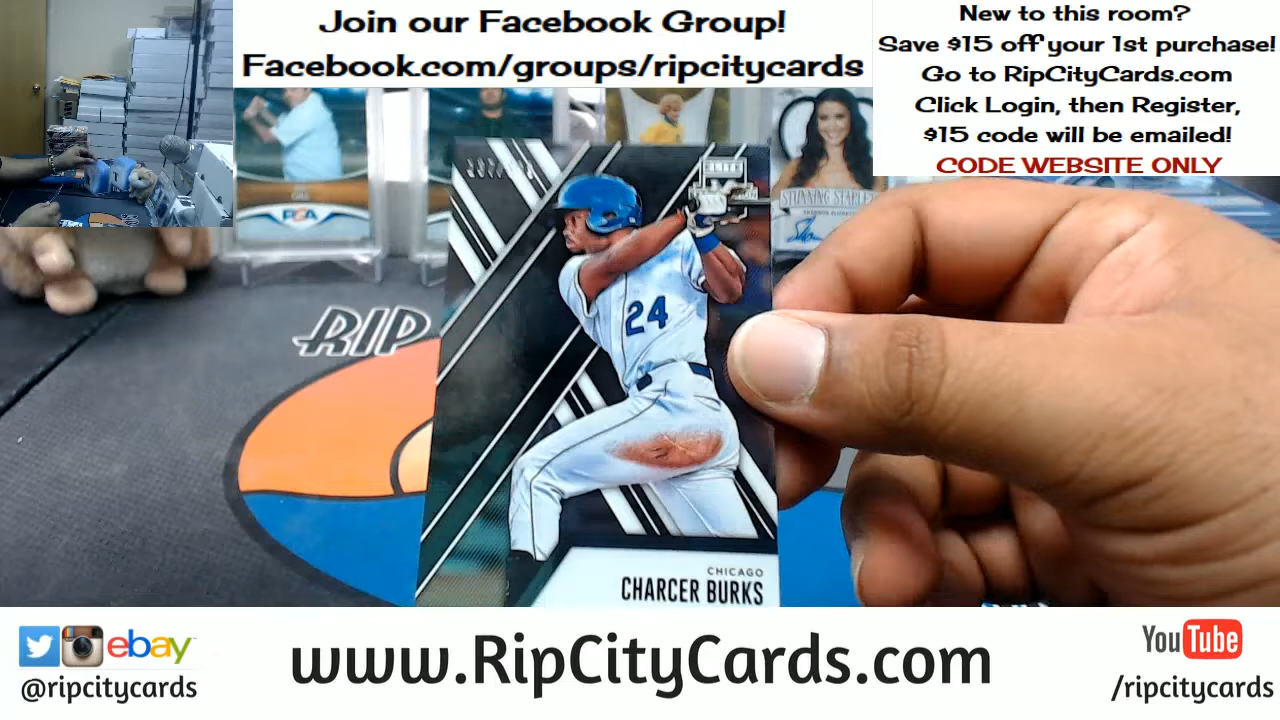 Join our Facebook Group!
Facebook.com/groups/ripcitycards
New to this room?
Save $15 off your 1st purchase!
Go to RipCityCards.com
Click Login, then Register,
$15 code will be emailed!
CODE WEBSITE ONLY
PSA
STUNNING STARLETS
ELITE
RIP
24
CHICAGO
CHARCER BURKS
ebay
@ripcitycards
www.RipCityCards.com
YouTube
/ripcitycards